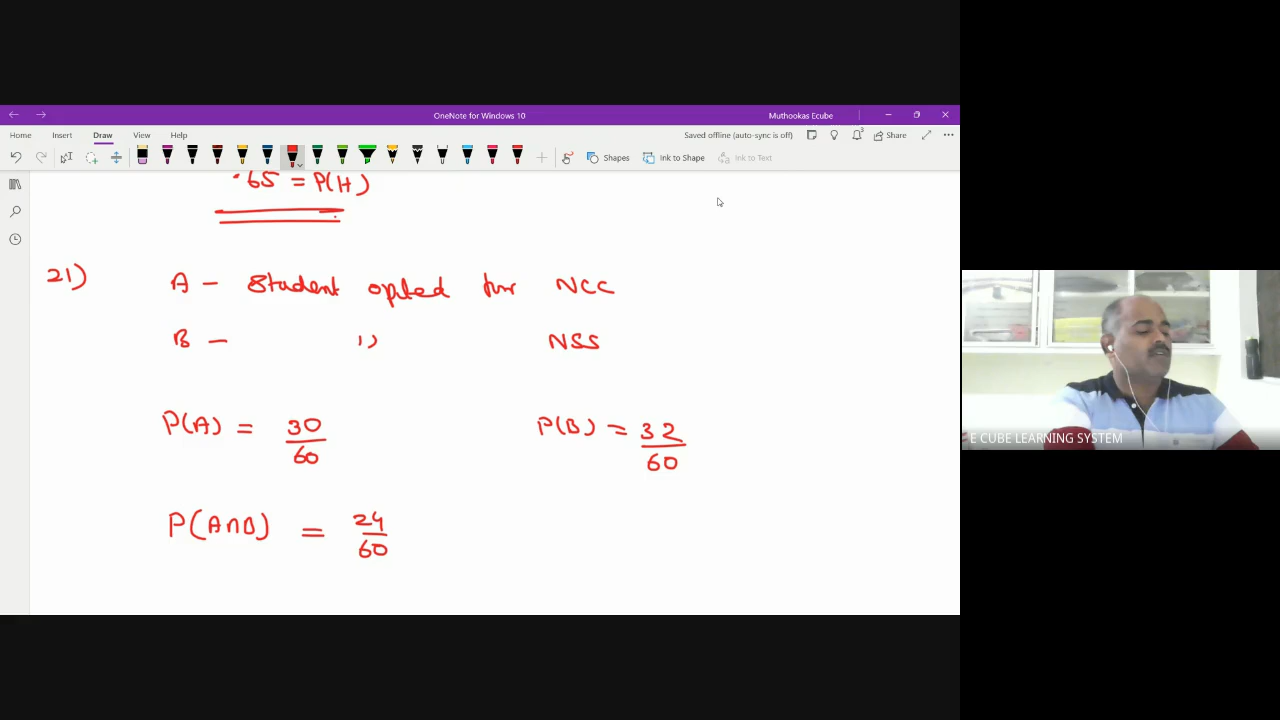 OneNote for Windows 10
Muthookas Ecube
Home Insert Draw View Help
Saved offline (auto-sync is off)
3
Share
Shapes
Ink to Shape
Ink to Text
.65 = P(H)
21) A - Student opted for NCC
B - " NSS
P(A) = 30/60 P(B) = 32/60
P(A∩B) = 24/60
E CUBE LEARNING SYSTEM